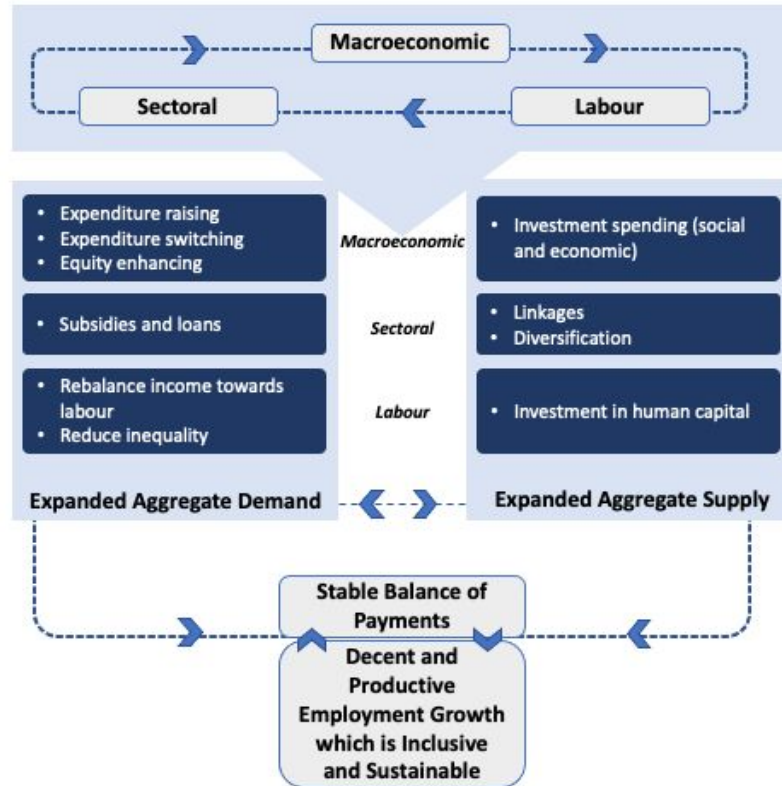 Macroeconomic
Sectoral
Labour
• Expenditure raising
• Expenditure switching
• Equity enhancing
Macroeconomic
• Investment spending (social
and economic)
• Subsidies and loans
Sectoral
• Linkages
• Diversification
• Rebalance income towards
labour
• Reduce inequality
Labour
• Investment in human capital
Expanded Aggregate Demand
Expanded Aggregate Supply
Stable Balance of
Payments
Decent and
Productive
Employment Growth
which is Inclusive
and Sustainable